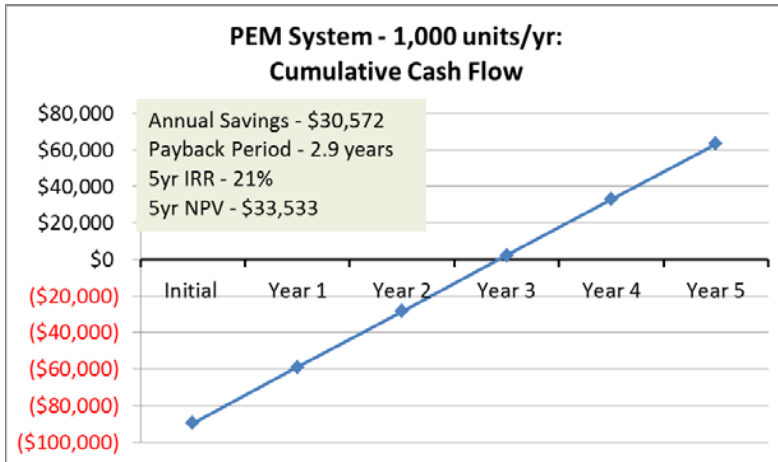 PEM System - 1,000 units/yr:
Cumulative Cash Flow
$80,000
$60,000
$40,000
$20,000
$0
($20,000)
($40,000)
($60,000)
($80,000)
($100,000)
Annual Savings - $30,572
Payback Period - 2.9 years
5yr IRR - 21%
5yr NPV - $33,533
Initial Year 1 Year 2 Year 3 Year 4 Year 5